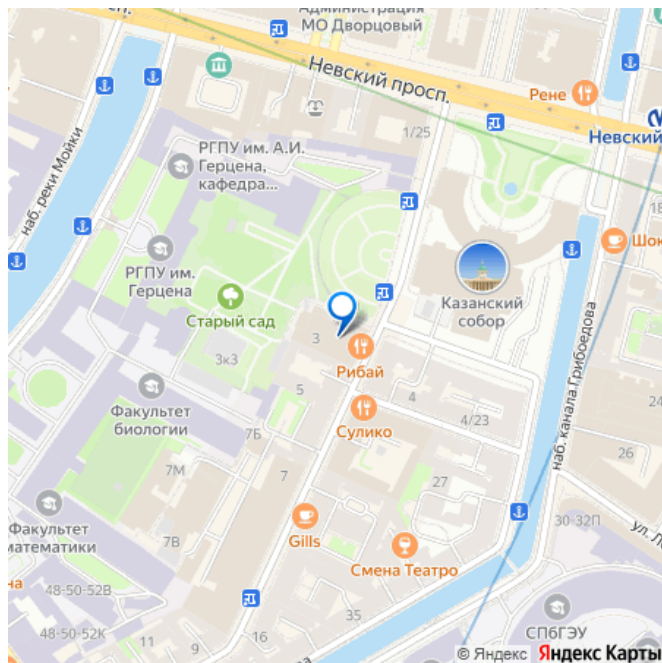 сп.
Администрация
МО Дворцовый
Невский просп.
Рене
Невский
1/25
наб. реки Мойки
РГПУ им. А.И.
Герцена,
кафедра...
Шок
РГПУ им.
Герцена
Казанский
собор
Старый сад
3
3к3
Рибай
наб. канала Грибоедова
Факультет
биологии
5
4
4/23
Сулико
7Б
26
7М
7
27
30-32П
ул. Л
Факультет
математики
7В
Gills
Смена Театро
на
48-50-52В
48-50-52К
11
9
16
35
СПбГЭУ
© Яндекс Яндекс Карты